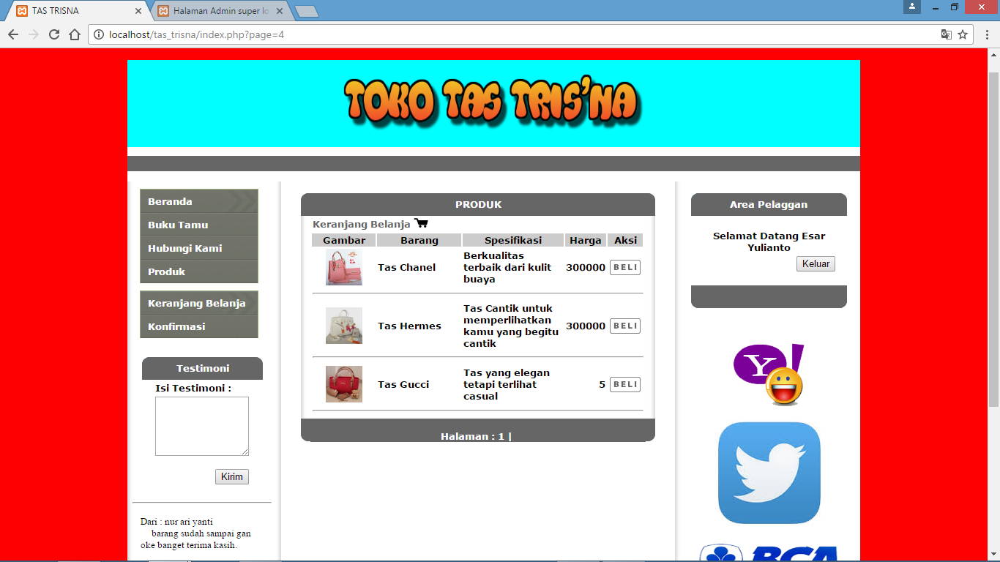 TAS TRISNA
Halaman Admin super lo
localhost/tas_trisna/index.php?page=4
TOKO TAS TRIS'NA
Beranda
Buku Tamu
Hubungi Kami
Produk
Keranjang Belanja
Konfirmasi
Testimoni
Isi Testimoni :
Kirim
Dari : nur ari yanti
barang sudah sampai gan
oke banget terima kasih.
PRODUK
Keranjang Belanja
Gambar Barang Spesifikasi Harga Aksi
Tas Chanel
Berkualitas
terbaik dari kulit
buaya
300000
BELI
Tas Hermes
Tas Cantik untuk
memperlihatkan
kamu yang begitu
cantik
300000
BELI
Tas Gucci
Tas yang elegan
tetapi terlihat
casual
5
BELI
Halaman : 1 |
Area Pelaggan
Selamat Datang Esar
Yulianto
Keluar
Y!
BCA